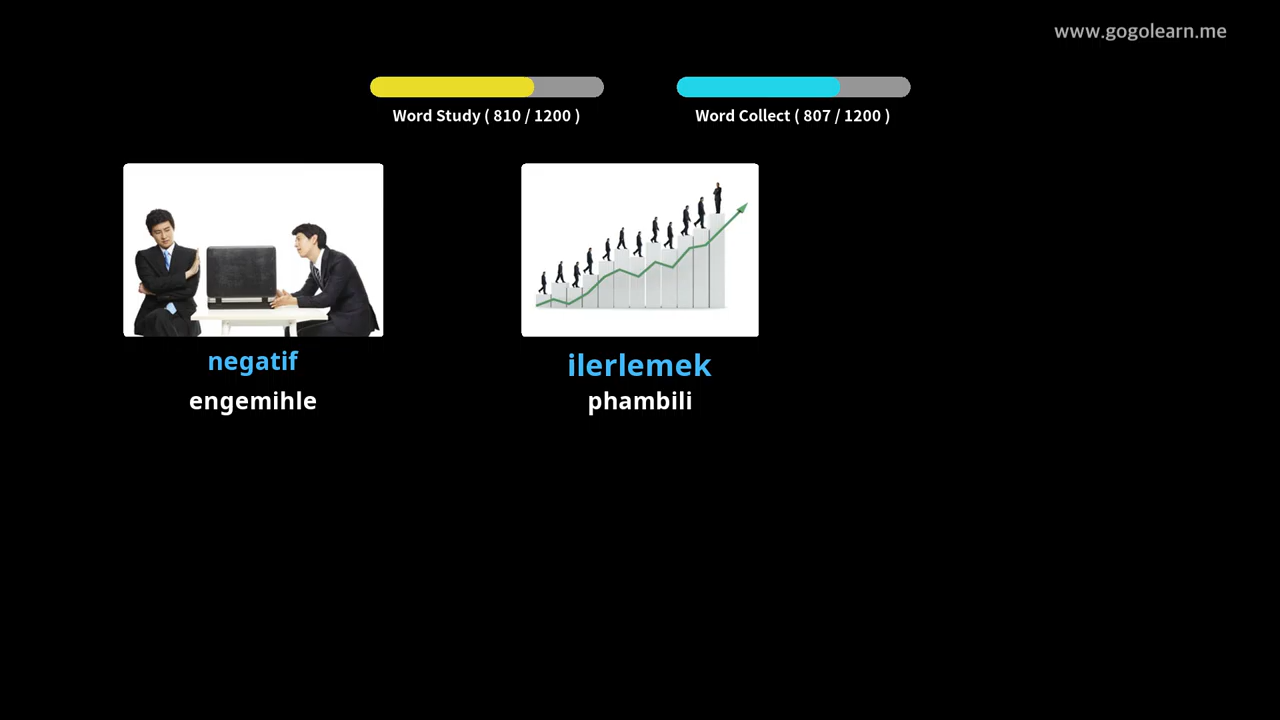 www.gogolearn.me
Word Study ( 810 / 1200 )
Word Collect ( 807 / 1200 )
negatif
engemihle
ilerlemek
phambili